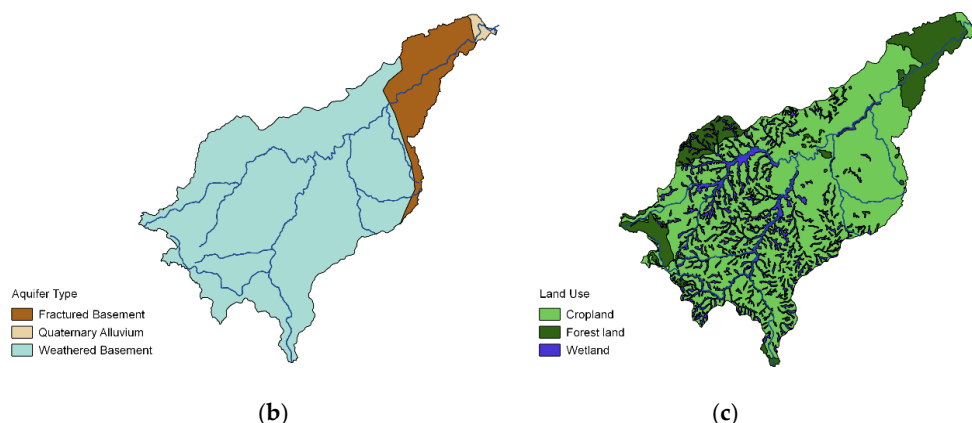 Aquifer Type
Fractured Basement
Quaternary Alluvium
Weathered Basement
Land Use
Cropland
Forest land
Wetland
(b)
(c)